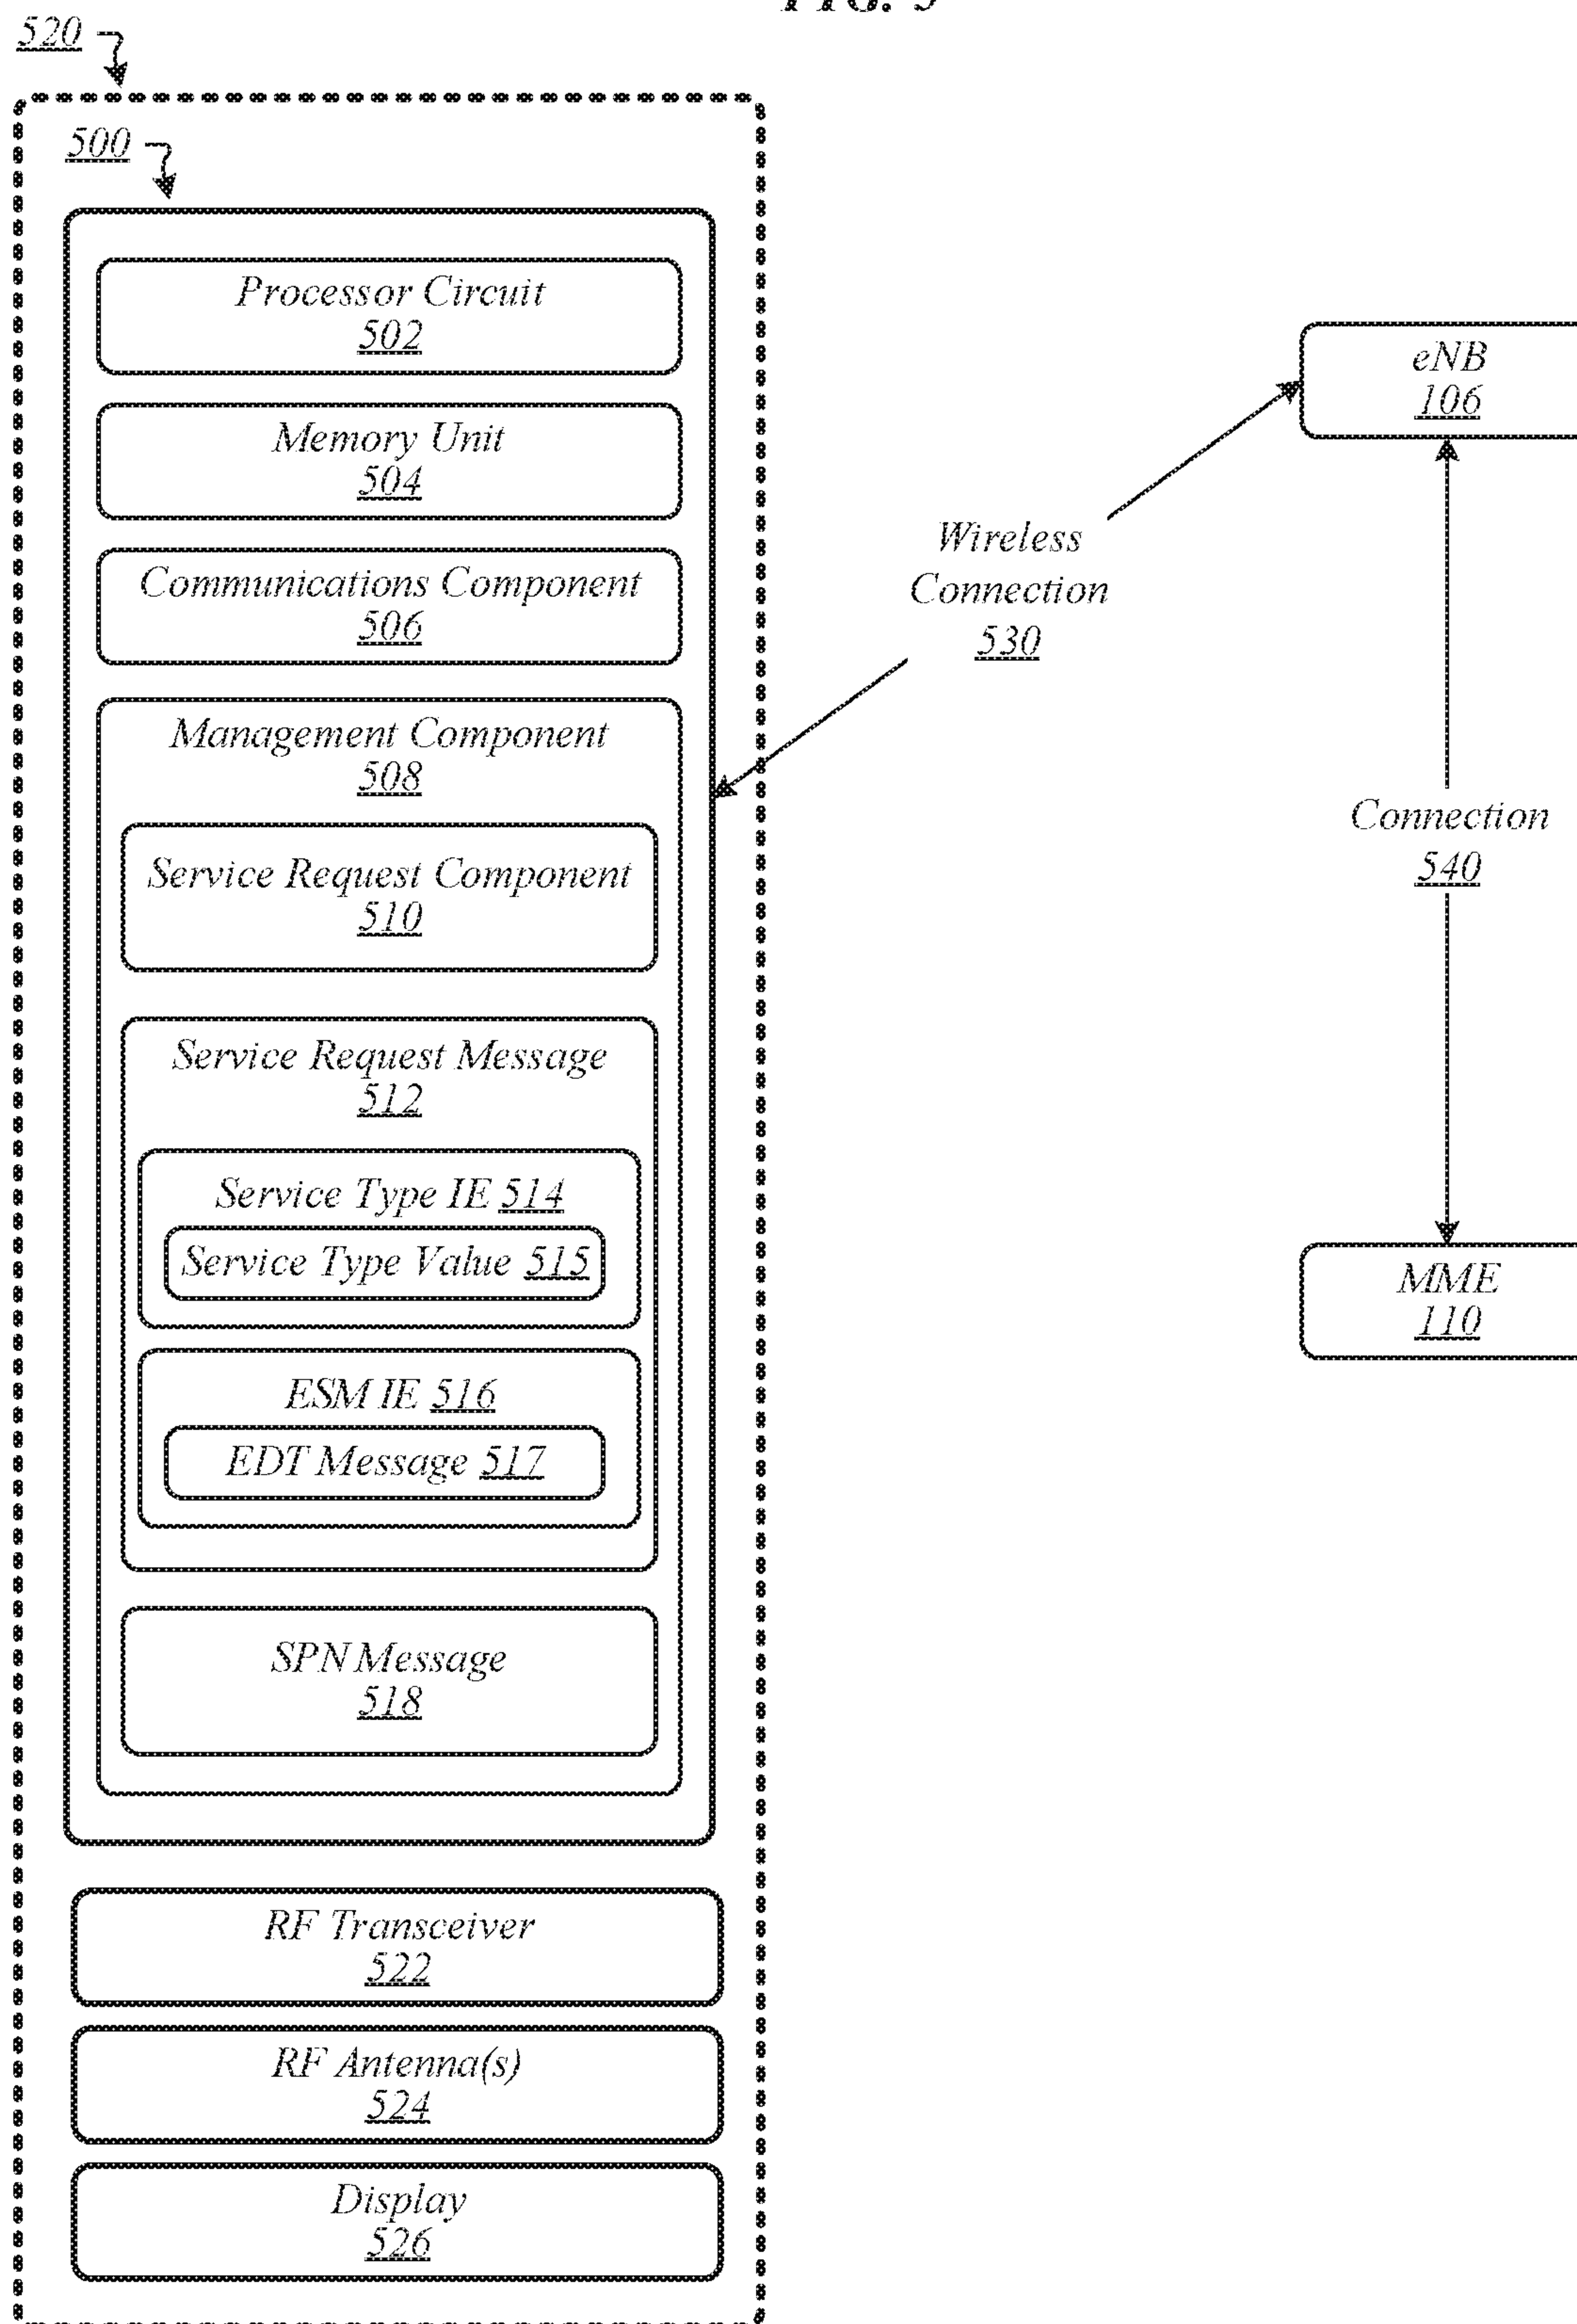 520
500
Processor Circuit
502
Memory Unit
504
Communications Component
506
Management Component
508
Service Request Component
510
Service Request Message
512
Service Type IE 514
Service Type Value 515
ESM IE 516
EDT Message 517
SPN Message
518
RF Transceiver
522
RF Antenna(s)
524
Display
526
Wireless
Connection
530
eNB
106
Connection
540
MME
110